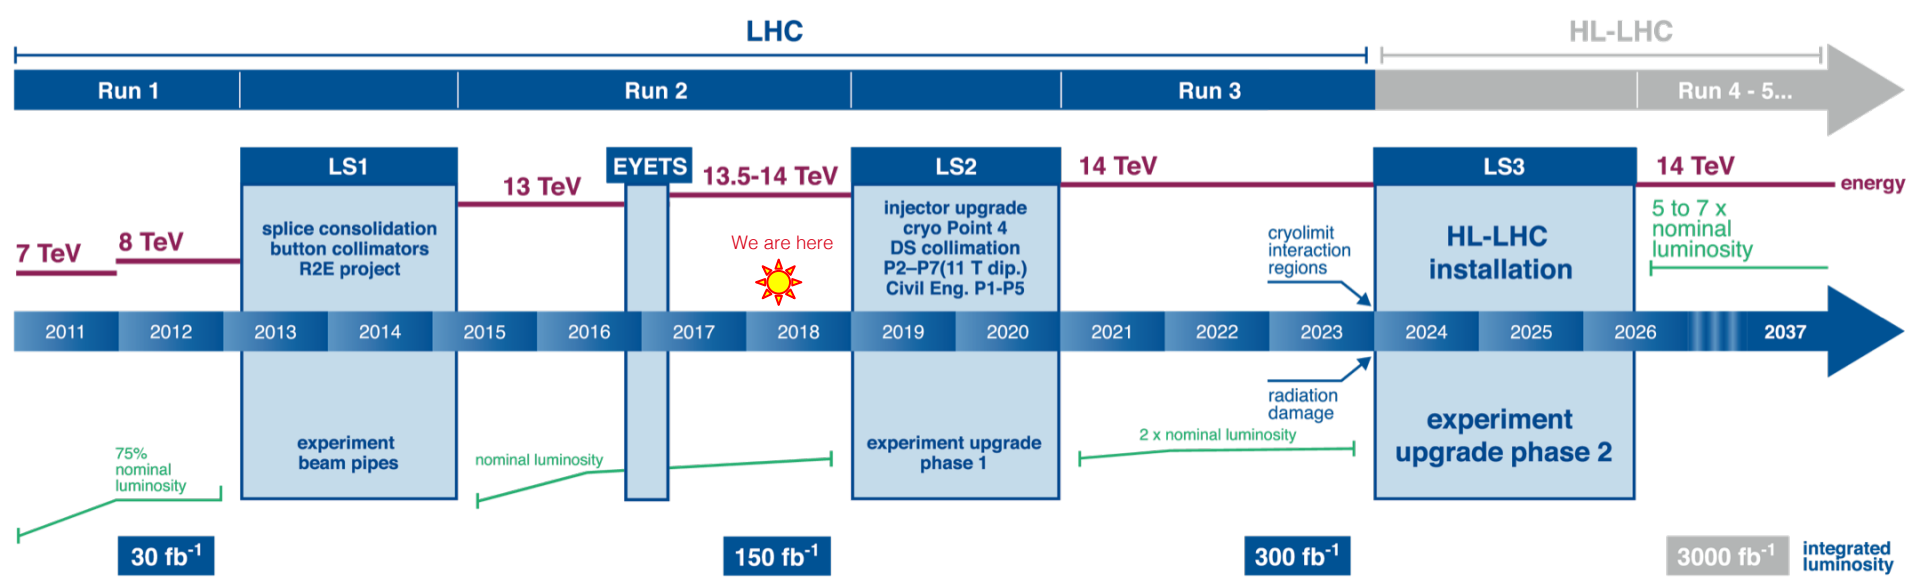 LHC
HL-LHC
Run 1
Run 2
Run 3
Run 4 - 5...
LS1
EYETS
LS2
LS3
7 TeV
8 TeV
13 TeV
13.5-14 TeV
14 TeV
14 TeV
energy
splice consolidation
button collimators
R2E project
We are here
injector upgrade
cryo Point 4
DS collimation
P2–P7(11 T dip.)
Civil Eng. P1-P5
cryolimit
interaction
regions
HL-LHC
installation
5 to 7 x
nominal
luminosity
2011
2012
2013
2014
2015
2016
2017
2018
2019
2020
2021
2022
2023
2024
2025
2026
2037
75%
nominal
luminosity
experiment
beam pipes
nominal luminosity
experiment upgrade
phase 1
2 x nominal luminosity
radiation
damage
experiment
upgrade phase 2
30 fb⁻¹
150 fb⁻¹
300 fb⁻¹
3000 fb⁻¹
integrated
luminosity